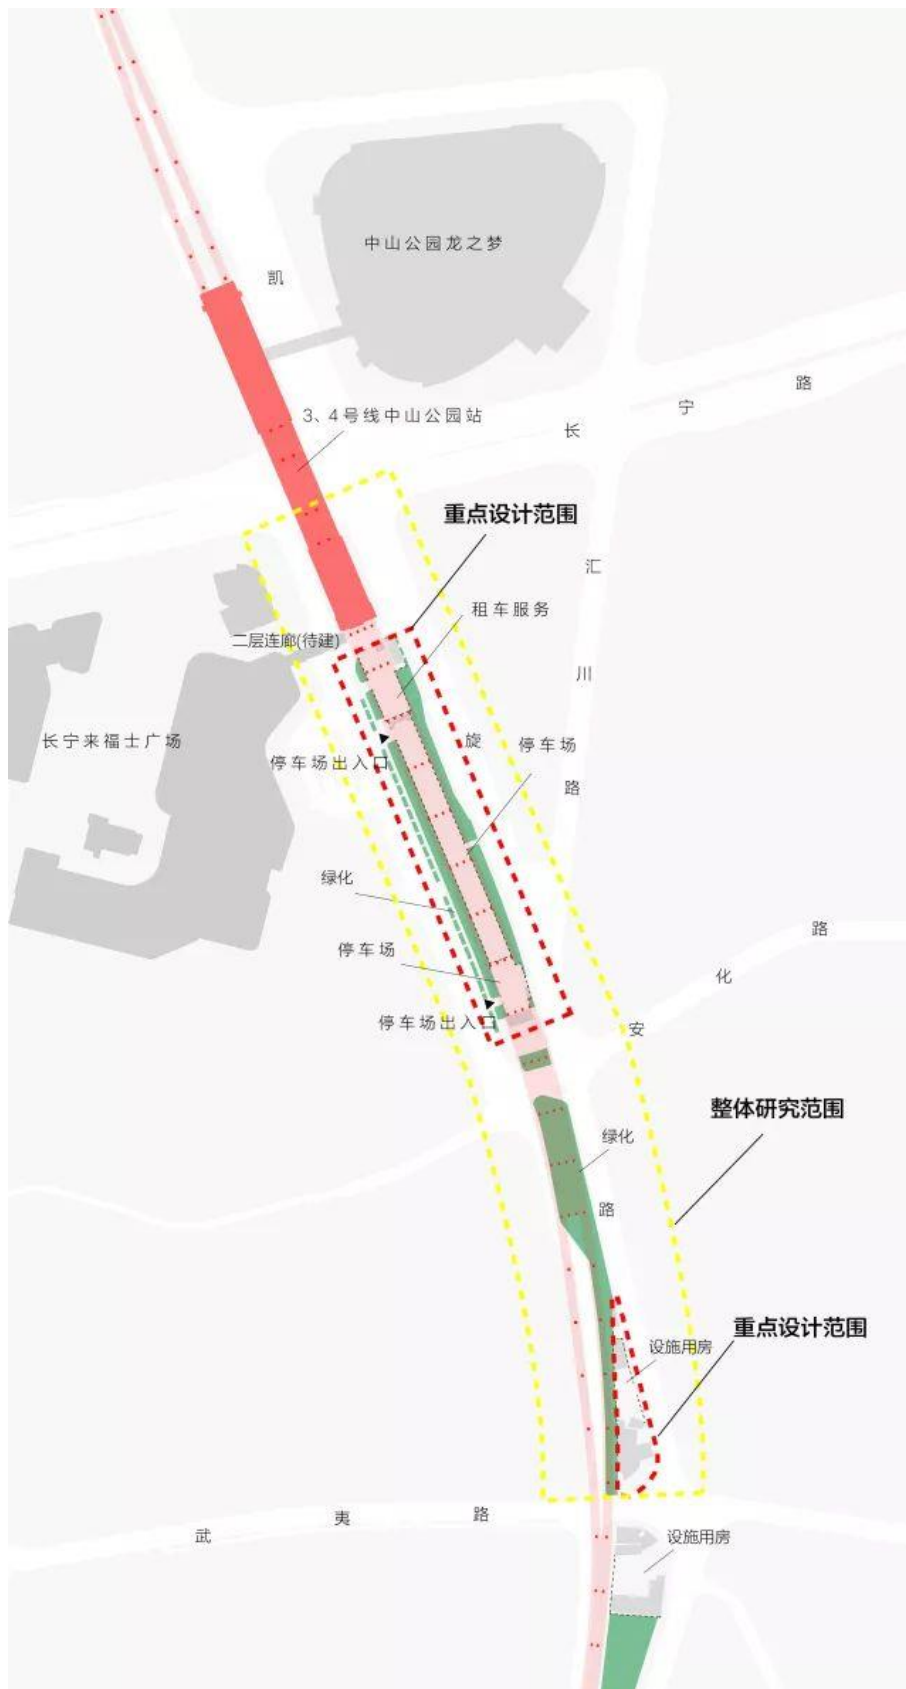 中山公园龙之梦
凯
路
宁
长
3、4号线中山公园站
重点设计范围
汇
租车服务
二层连廊(待建)
川
长宁来福士广场
旋
停车场
停车场出入口
路
绿化
路
停车场
化
停车场出入口
安
整体研究范围
绿化
路
重点设计范围
设施用房
武
夷
路
设施用房